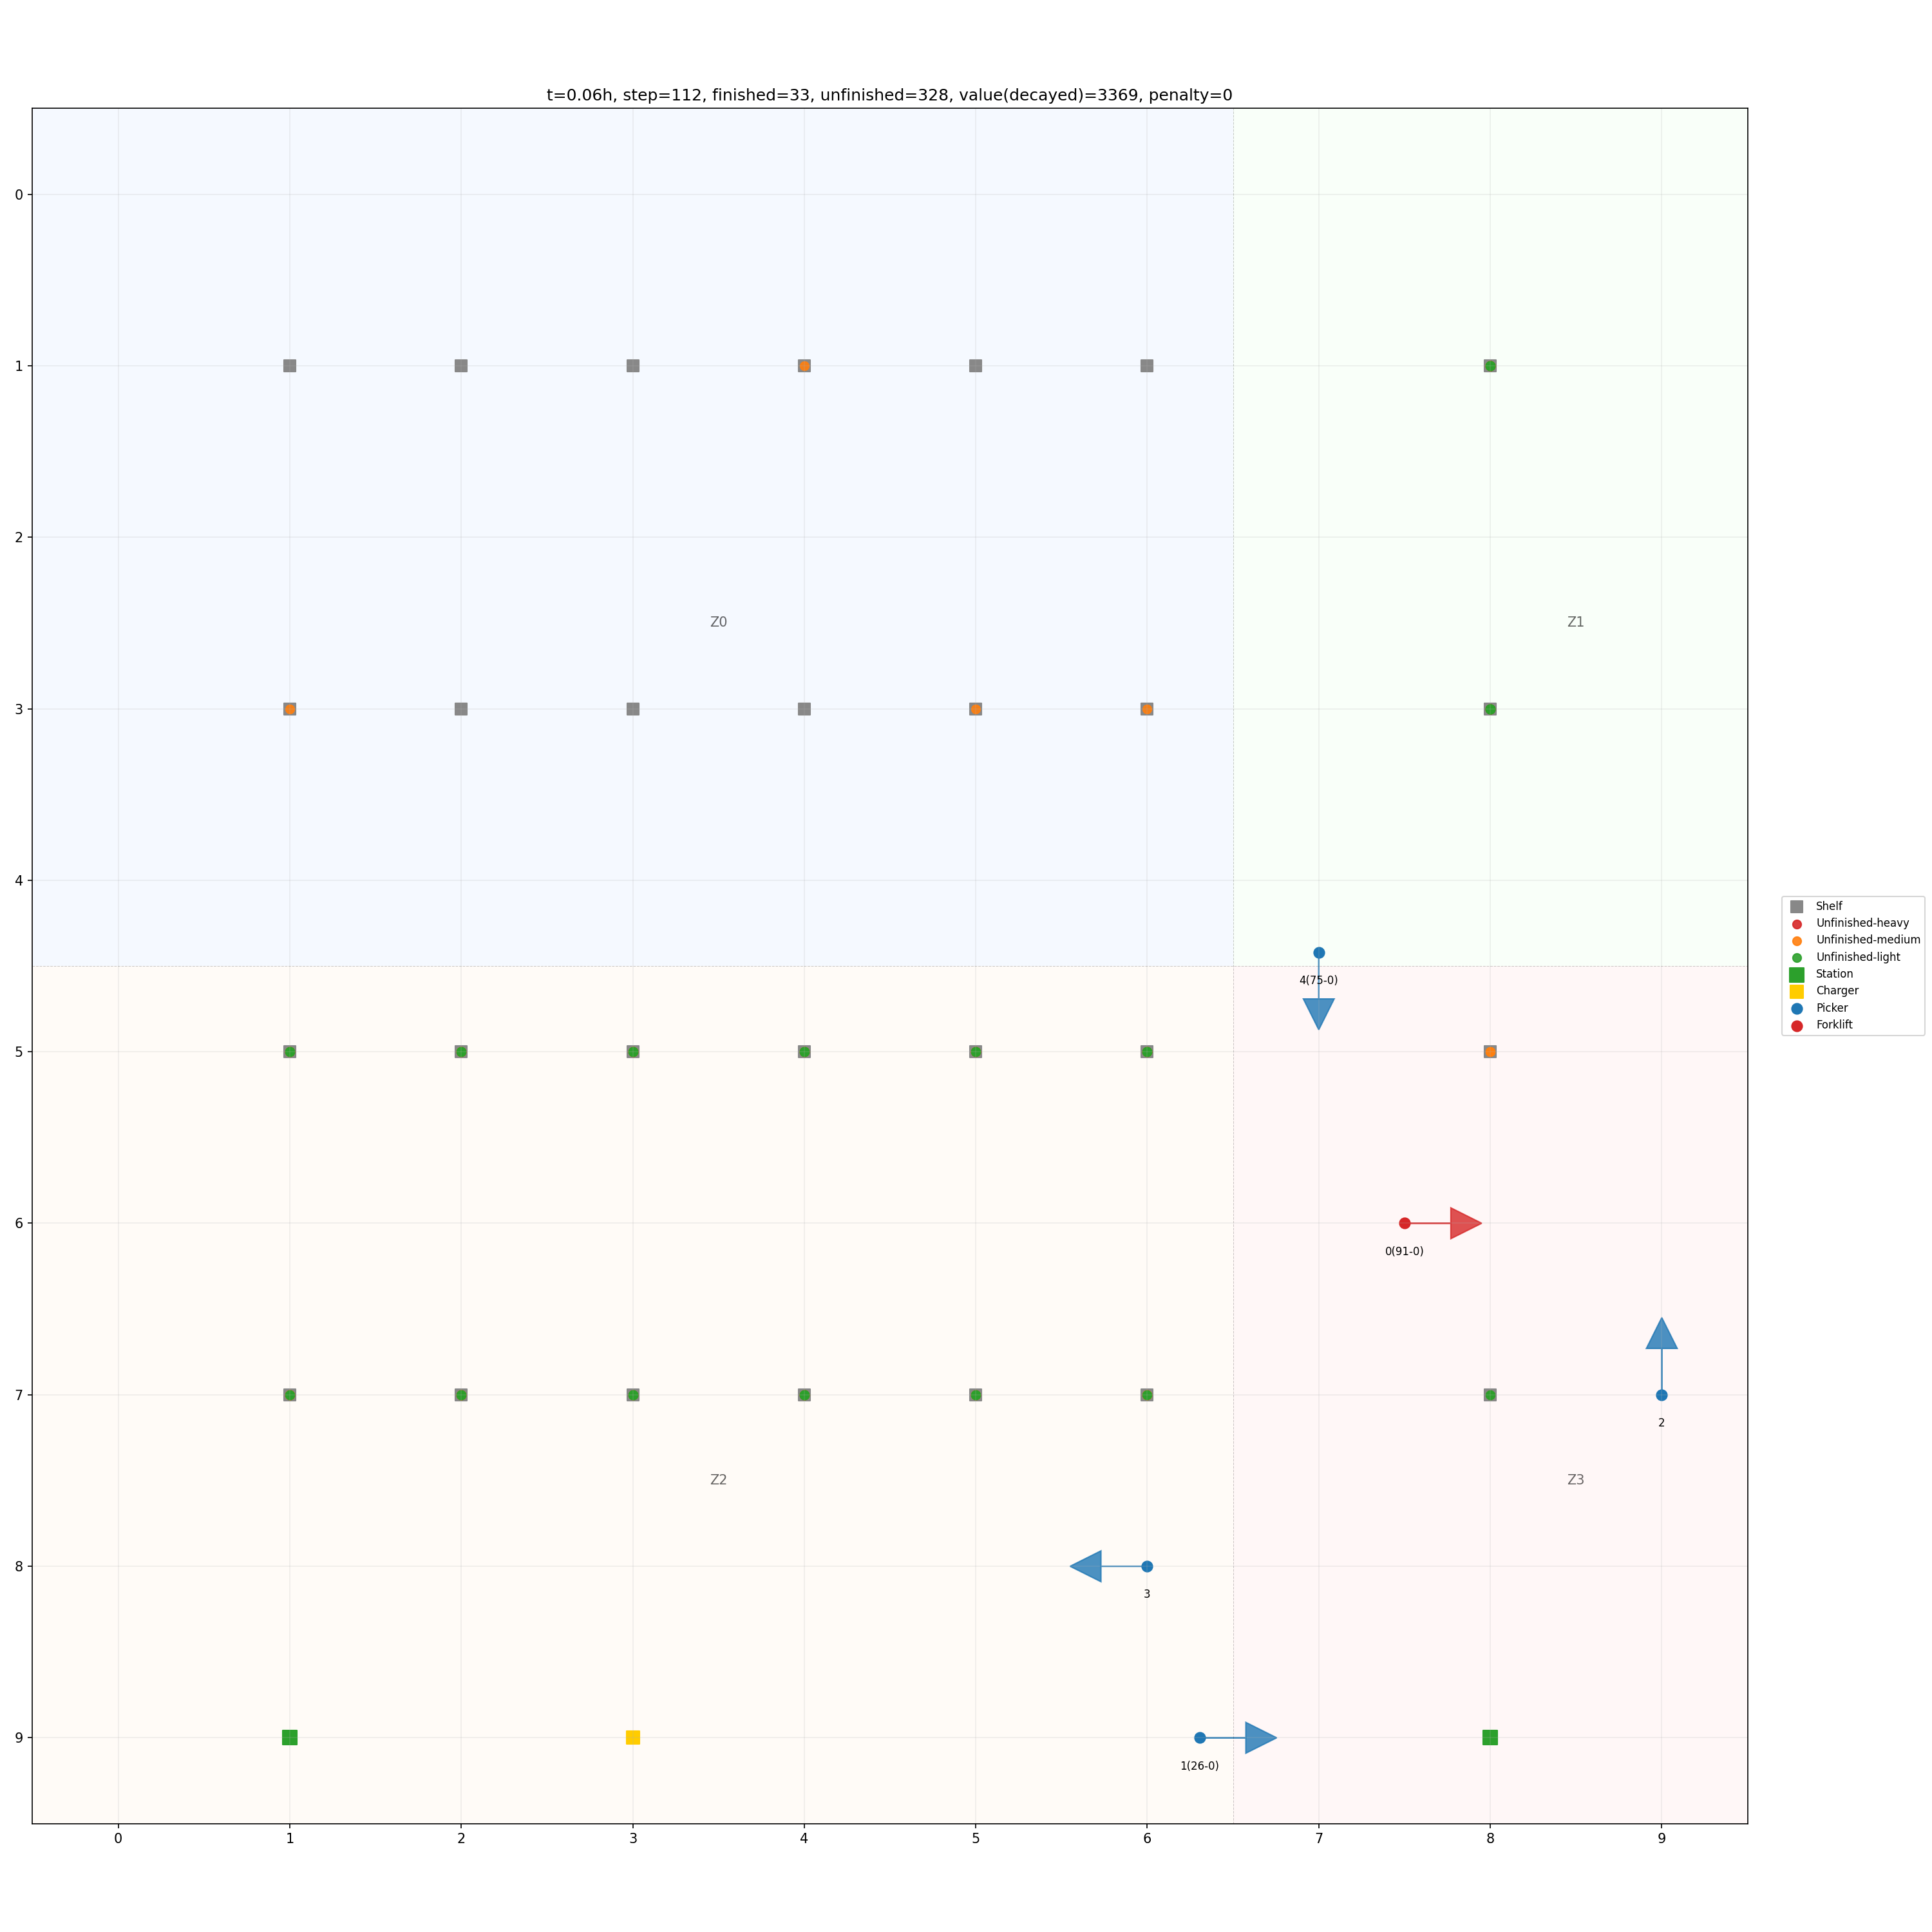 t=0.06h, step=112, finished=33, unfinished=328, value(decayed)=3369, penalty=0
0
1
2
Z0
Z1
3
4
Shelf
Unfinished-heavy
Unfinished-medium
Unfinished-light
Station
Charger
Picker
Forklift
4(75-0)
5
6
0(91-0)
7
2
Z2
Z3
8
3
9
1(26-0)
0
1
2
3
4
5
6
7
8
9